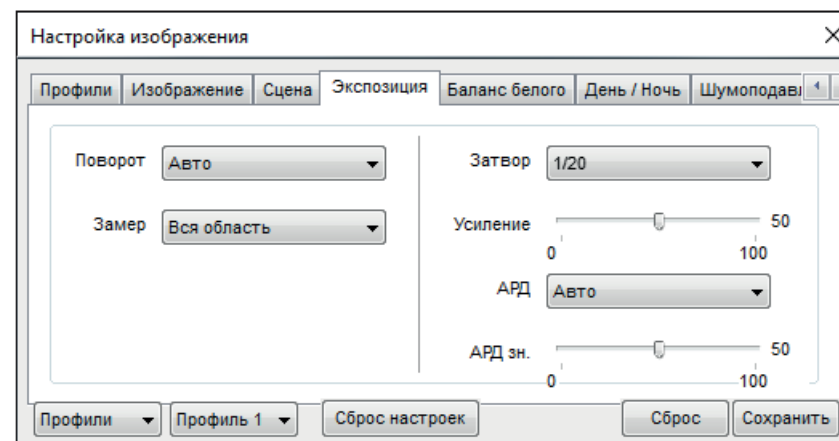 Настройка изображения
Профили Изображение Сцена Экспозиция Баланс белого День / Ночь Шумоподав
Поворот Авто Затвор 1/20
Замер Вся область Усиление 50
0 100
АРД Авто
АРД зн. 50
0 100
Профили Профиль 1 Сброс настроек Сброс Сохранить